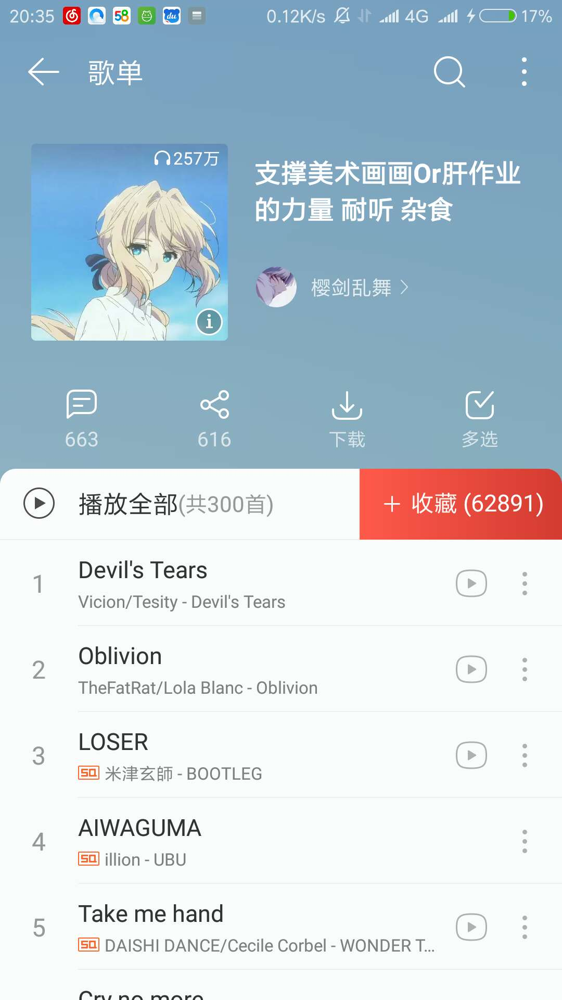 20:35
58
du
0.12K/s
4G
17%
歌单
257万
支撑美术画画Or肝作业
的力量 耐听 杂食
樱剑乱舞
663
616
下载
多选
播放全部(共300首)
+ 收藏 (62891)
1
Devil's Tears
Vicion/Tesity - Devil's Tears
2
Oblivion
TheFatRat/Lola Blanc - Oblivion
3
LOSER
SQ 米津玄師 - BOOTLEG
4
AIWAGUMA
SQ illion - UBU
5
Take me hand
SQ DAISHI DANCE/Cecile Corbel - WONDER T...
Cry no more